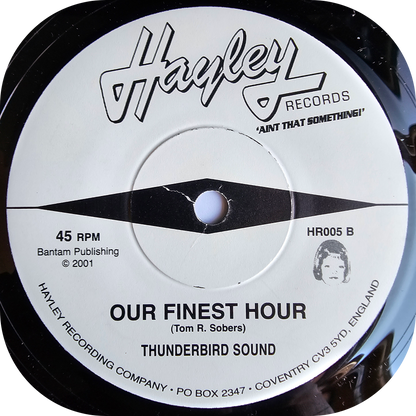 Hayley
RECORDS
'AINT THAT SOMETHING!'
45 RPM
Bantam Publishing
© 2001
HR005 B
OUR FINEST HOUR
(Tom R. Sobers)
THUNDERBIRD SOUND
HAYLEY RECORDING COMPANY • PO BOX 2347 • COVENTRY CV3 5YD, ENGLAND